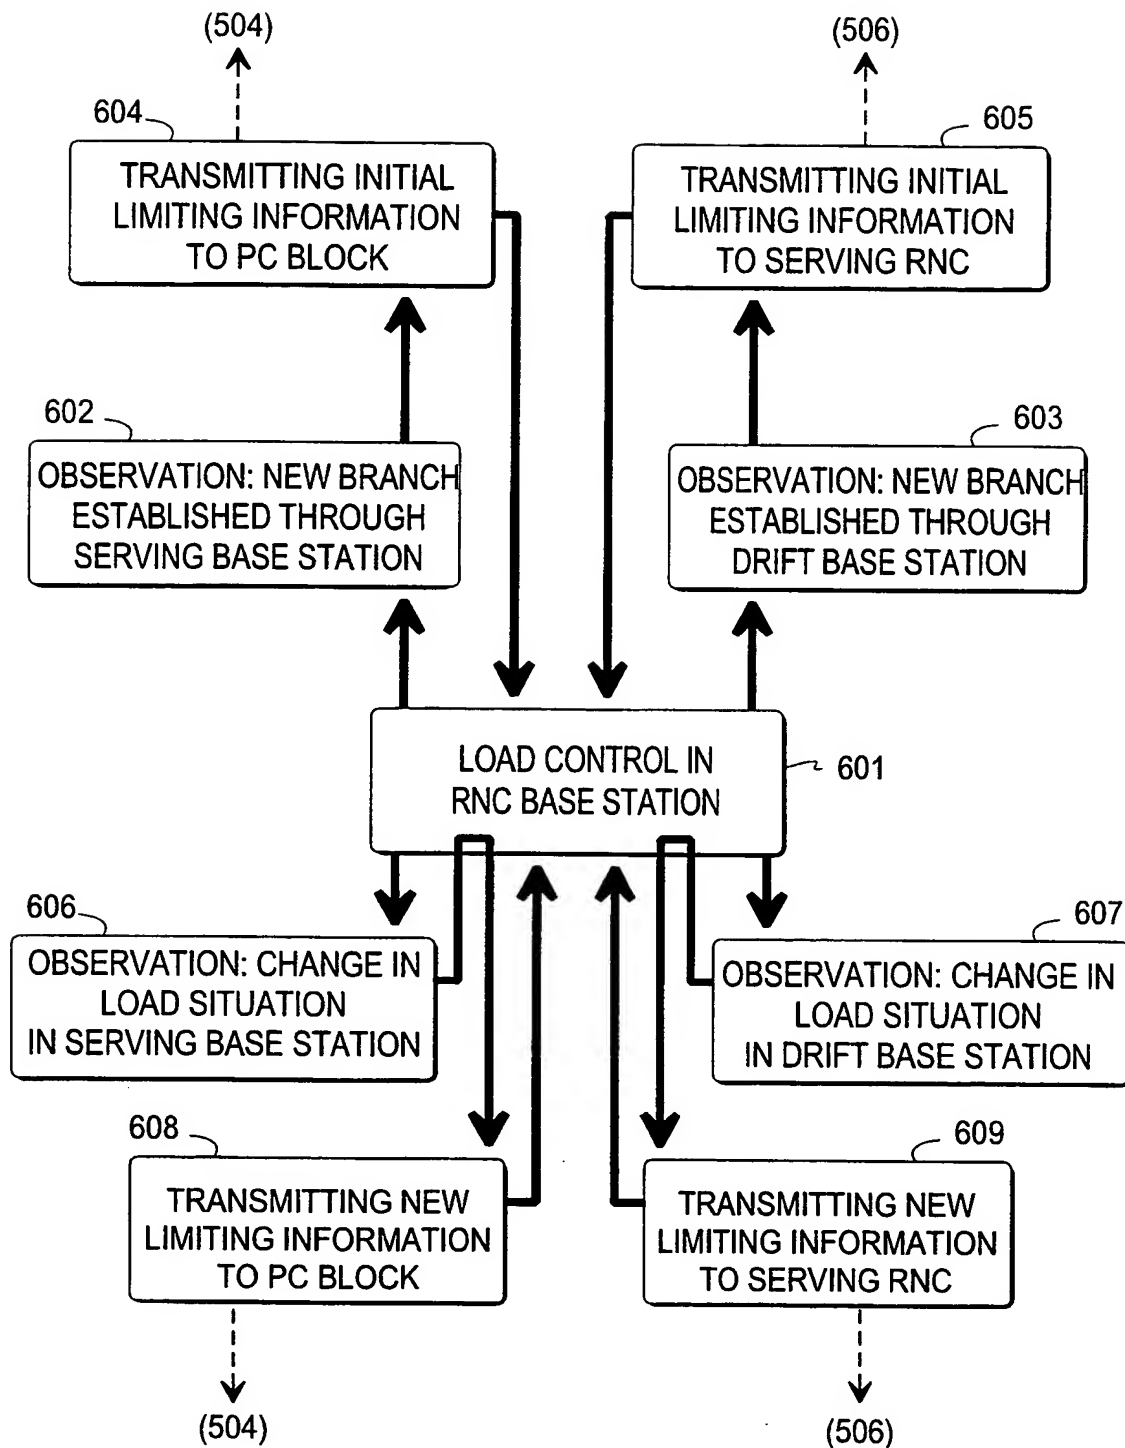 (504)
(506)
604
605
TRANSMITTING INITIAL
LIMITING INFORMATION
TO PC BLOCK
TRANSMITTING INITIAL
LIMITING INFORMATION
TO SERVING RNC
602
603
OBSERVATION: NEW BRANCH
ESTABLISHED THROUGH
SERVING BASE STATION
OBSERVATION: NEW BRANCH
ESTABLISHED THROUGH
DRIFT BASE STATION
LOAD CONTROL IN
RNC BASE STATION
601
606
607
OBSERVATION: CHANGE IN
LOAD SITUATION
IN SERVING BASE STATION
OBSERVATION: CHANGE IN
LOAD SITUATION
IN DRIFT BASE STATION
608
609
TRANSMITTING NEW
LIMITING INFORMATION
TO PC BLOCK
TRANSMITTING NEW
LIMITING INFORMATION
TO SERVING RNC
(504)
(506)